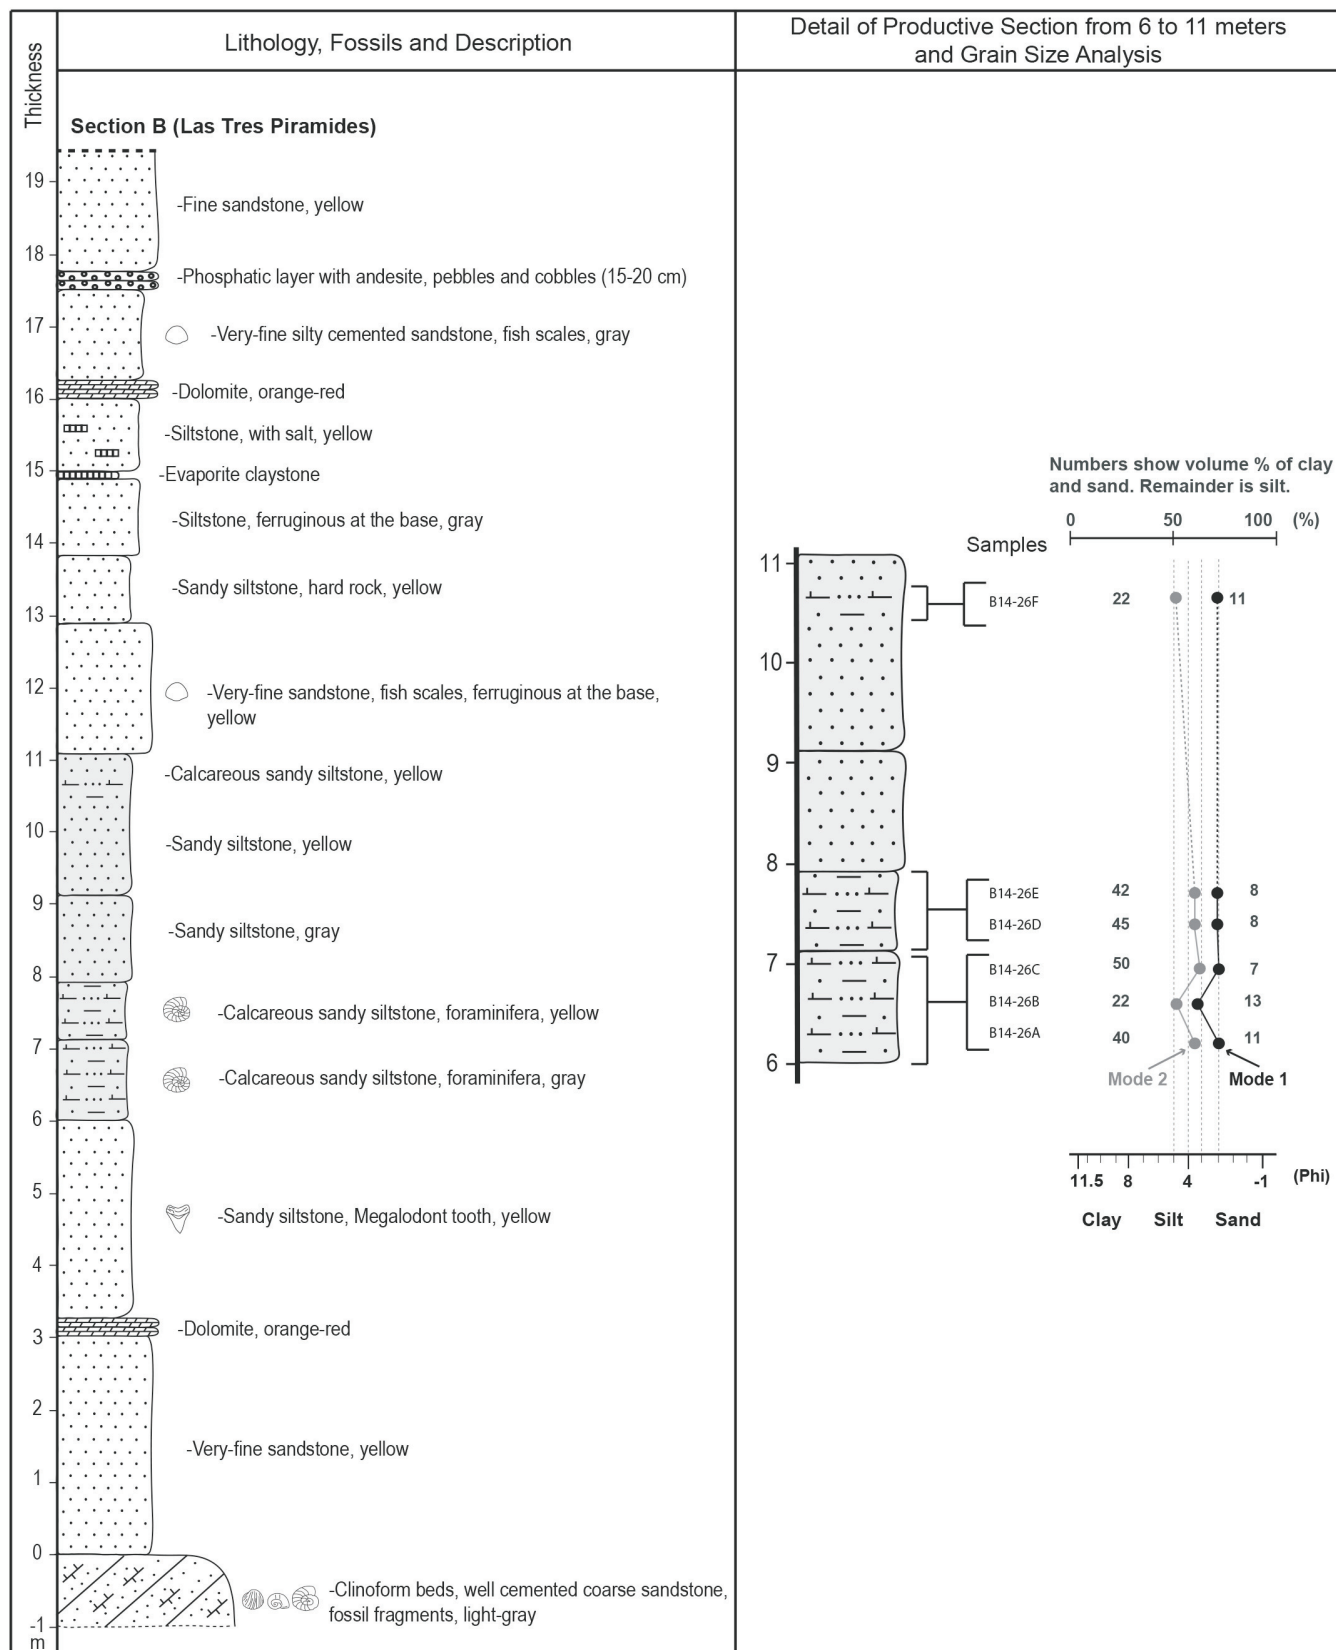 Thickness
Lithology, Fossils and Description
Detail of Productive Section from 6 to 11 meters
and Grain Size Analysis
Section B (Las Tres Piramides)
19
-Fine sandstone, yellow
18
-Phosphatic layer with andesite, pebbles and cobbles (15-20 cm)
17
-Very-fine silty cemented sandstone, fish scales, gray
16
-Dolomite, orange-red
-Siltstone, with salt, yellow
15
-Evaporite claystone
-Siltstone, ferruginous at the base, gray
14
-Sandy siltstone, hard rock, yellow
13
12
-Very-fine sandstone, fish scales, ferruginous at the base,
yellow
11
-Calcareous sandy siltstone, yellow
10
-Sandy siltstone, yellow
9
-Sandy siltstone, gray
8
-Calcareous sandy siltstone, foraminifera, yellow
7
-Calcareous sandy siltstone, foraminifera, gray
6
5
-Sandy siltstone, Megalodont tooth, yellow
4
-Dolomite, orange-red
3
2
-Very-fine sandstone, yellow
1
0
-Clinoform beds, well cemented coarse sandstone,
fossil fragments, light-gray
-1
m
Numbers show volume % of clay
and sand. Remainder is silt.
0 50 100 (%)
Samples
11
B14-26F 22 11
10
9
8
B14-26E 42 8
B14-26D 45 8
7
B14-26C 50 7
B14-26B 22 13
B14-26A 40 11
6
Mode 2 Mode 1
11.5 8 4 -1 (Phi)
Clay Silt Sand